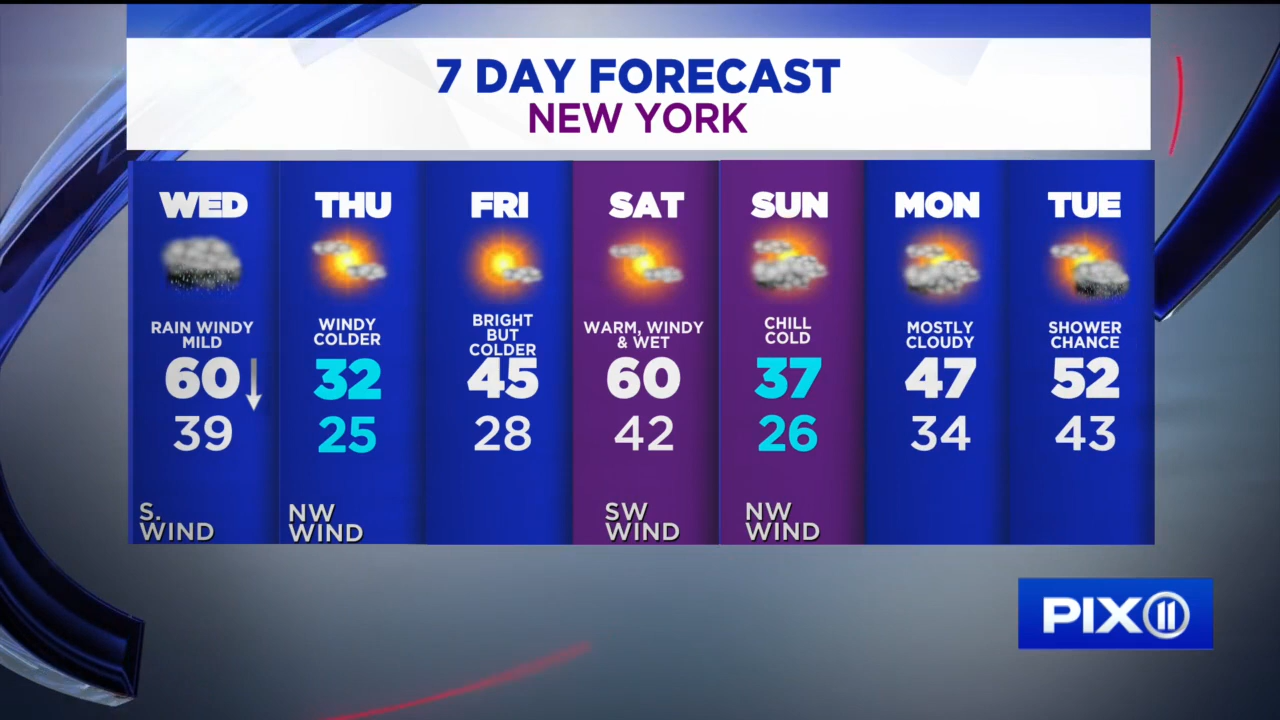 7 DAY FORECAST
NEW YORK
WED
RAIN WINDY
MILD
60
39
S.
WIND
THU
WINDY
COLDER
32
25
NW
WIND
FRI
BRIGHT
BUT
COLDER
45
28
SAT
WARM, WINDY
& WET
60
42
SW
WIND
SUN
CHILL
COLD
37
26
NW
WIND
MON
MOSTLY
CLOUDY
47
34
TUE
SHOWER
CHANCE
52
43
PIX11